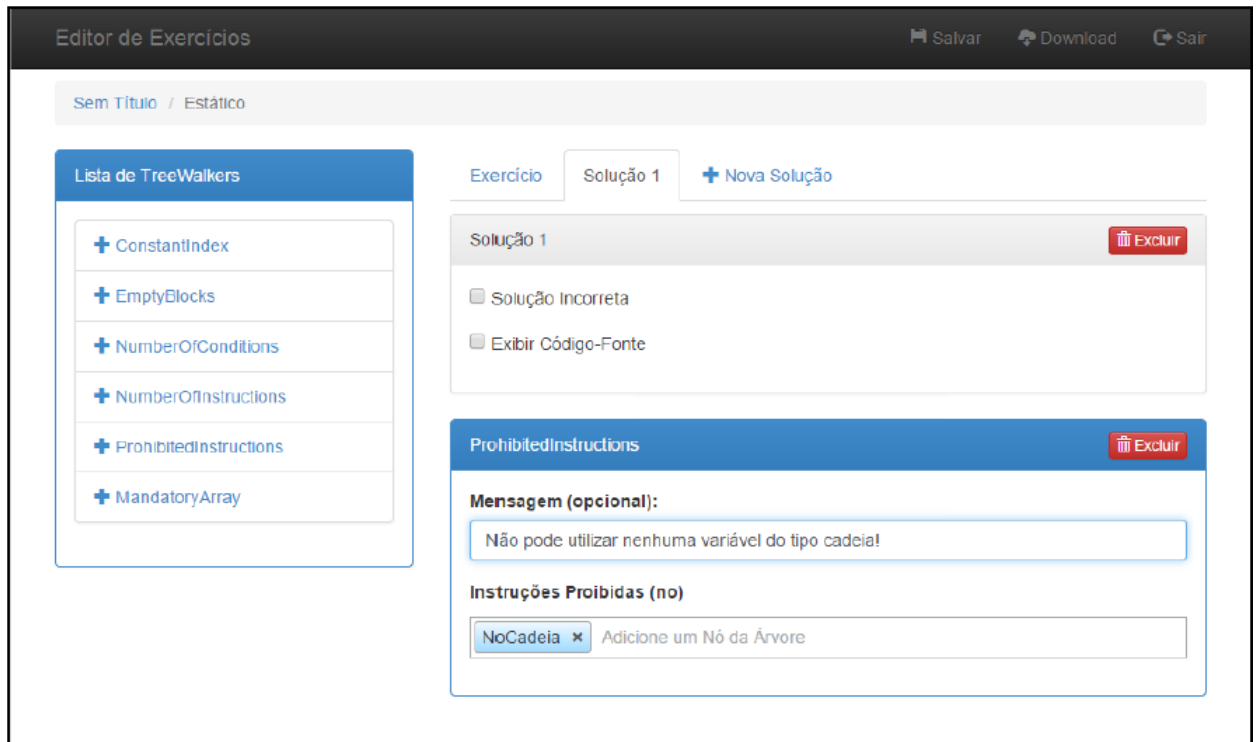 Editor de Exercícios Salvar Download Sair
Sem Título / Estático
Lista de TreeWalkers
ConstantIndex
EmptyBlocks
NumberOfConditions
NumberOfInstructions
ProhibitedInstructions
MandatoryArray
Exercício Solução 1 Nova Solução
Solução 1 Excluir
Solução Incorreta
Exibir Código-Fonte
ProhibitedInstructions Excluir
Mensagem (opcional):
Não pode utilizar nenhuma variável do tipo cadeia!
Instruções Proibidas (no)
NoCadeia × Adicione um Nó da Árvore